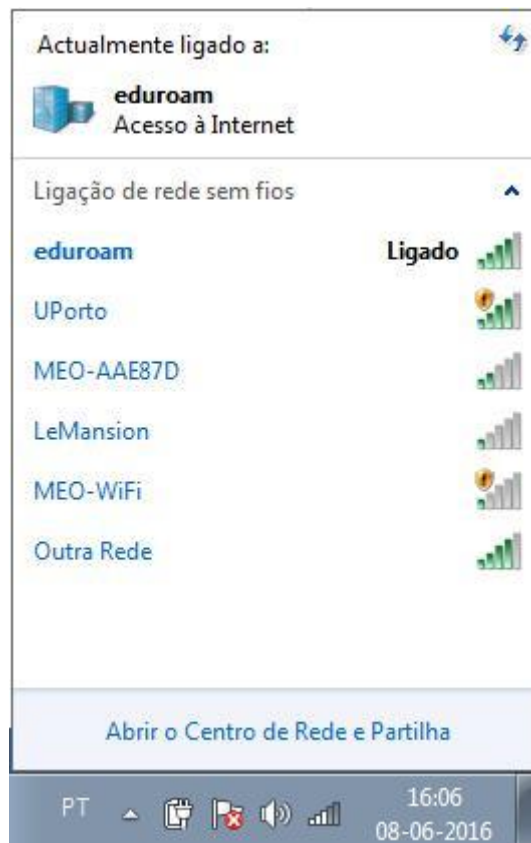 Actualmente ligado a:
eduroam
Acesso à Internet
Ligação de rede sem fios
eduroam Ligado
UPorto
MEO-AAE87D
LeMansion
MEO-WiFi
Outra Rede
Abrir o Centro de Rede e Partilha
PT 16:06
08-06-2016